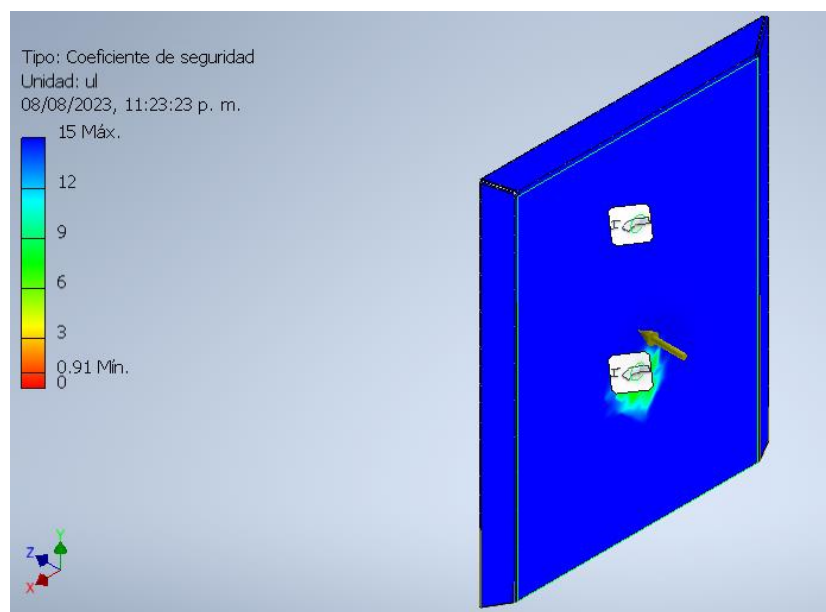 Tipo: Coeficiente de seguridad
Unidad: ul
08/08/2023, 11:23:23 p. m.
15 Máx.
12
9
6
3
0.91 Mín.
0
Y
Z
X